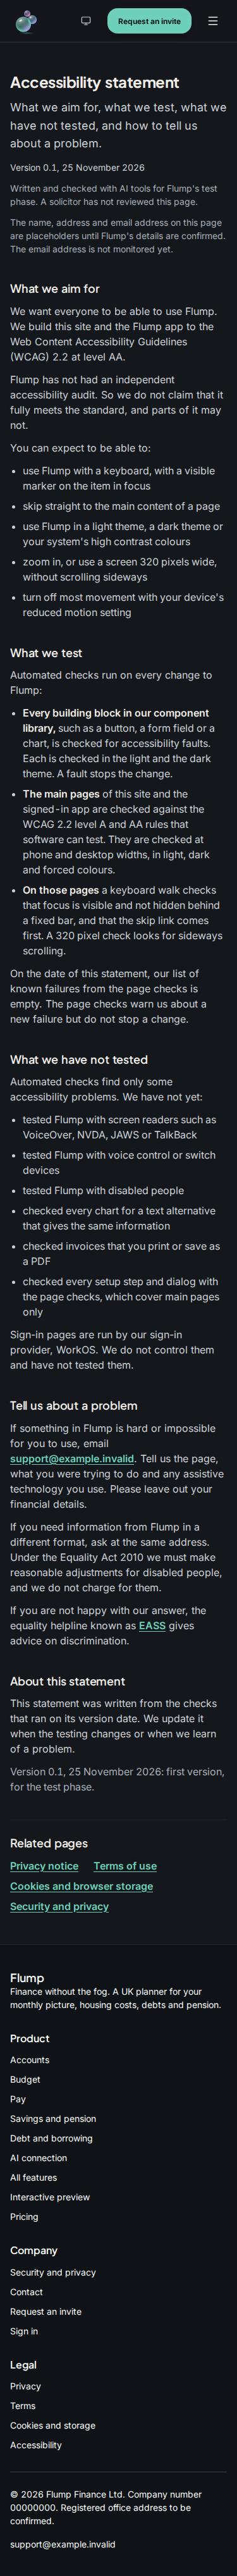 Request an invite
Accessibility statement
What we aim for, what we test, what we
have not tested, and how to tell us
about a problem.
Version 0.1, 25 November 2026
Written and checked with AI tools for Flump's test
phase. A solicitor has not reviewed this page.
The name, address and email address on this page
are placeholders until Flump's details are confirmed.
The email address is not monitored yet.
What we aim for
We want everyone to be able to use Flump.
We build this site and the Flump app to the
Web Content Accessibility Guidelines
(WCAG) 2.2 at level AA.
Flump has not had an independent
accessibility audit. So we do not claim that it
fully meets the standard, and parts of it may
not.
You can expect to be able to:
• use Flump with a keyboard, with a visible
marker on the item in focus
• skip straight to the main content of a page
• use Flump in a light theme, a dark theme or
your system's high contrast colours
• zoom in, or use a screen 320 pixels wide,
without scrolling sideways
• turn off most movement with your device's
reduced motion setting
What we test
Automated checks run on every change to
Flump:
• Every building block in our component
library, such as a button, a form field or a
chart, is checked for accessibility faults.
Each is checked in the light and the dark
theme. A fault stops the change.
• The main pages of this site and the
signed-in app are checked against the
WCAG 2.2 level A and AA rules that
software can test. They are checked at
phone and desktop widths, in light, dark
and forced colours.
• On those pages a keyboard walk checks
that focus is visible and not hidden behind
a fixed bar, and that the skip link comes
first. A 320 pixel check looks for sideways
scrolling.
On the date of this statement, our list of
known failures from the page checks is
empty. The page checks warn us about a
new failure but do not stop a change.
What we have not tested
Automated checks find only some
accessibility problems. We have not yet:
• tested Flump with screen readers such as
VoiceOver, NVDA, JAWS or TalkBack
• tested Flump with voice control or switch
devices
• tested Flump with disabled people
• checked every chart for a text alternative
that gives the same information
• checked invoices that you print or save as
a PDF
• checked every setup step and dialog with
the page checks, which cover main pages
only
Sign-in pages are run by our sign-in
provider, WorkOS. We do not control them
and have not tested them.
Tell us about a problem
If something in Flump is hard or impossible
for you to use, email
support@example.invalid. Tell us the page,
what you were trying to do and any assistive
technology you use. Please leave out your
financial details.
If you need information from Flump in a
different format, ask at the same address.
Under the Equality Act 2010 we must make
reasonable adjustments for disabled people,
and we do not charge for them.
If you are not happy with our answer, the
equality helpline known as EASS gives
advice on discrimination.
About this statement
This statement was written from the checks
that ran on its version date. We update it
when the testing changes or when we learn
of a problem.
Version 0.1, 25 November 2026: first version,
for the test phase.
Related pages
Privacy notice Terms of use
Cookies and browser storage
Security and privacy
Flump
Finance without the fog. A UK planner for your
monthly picture, housing costs, debts and pension.
Product
Accounts
Budget
Pay
Savings and pension
Debt and borrowing
AI connection
All features
Interactive preview
Pricing
Company
Security and privacy
Contact
Request an invite
Sign in
Legal
Privacy
Terms
Cookies and storage
Accessibility
© 2026 Flump Finance Ltd. Company number
00000000. Registered office address to be
confirmed.
support@example.invalid